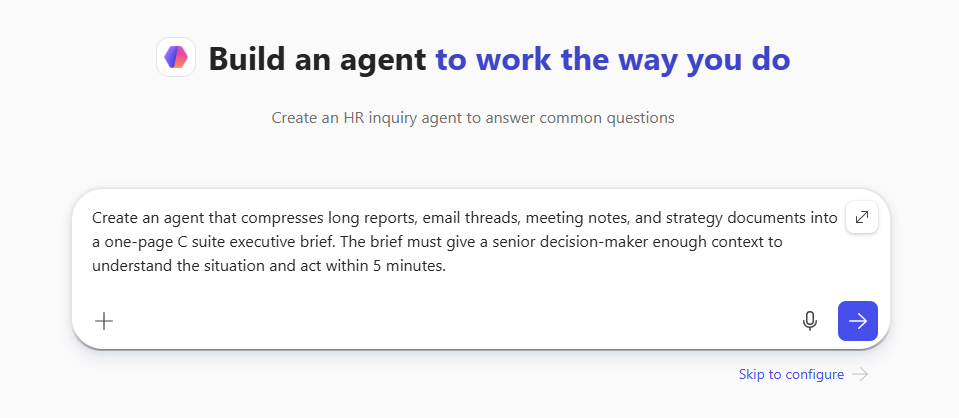 Build an agent to work the way you do
Create an HR inquiry agent to answer common questions
Create an agent that compresses long reports, email threads, meeting notes, and strategy documents into
a one-page C suite executive brief. The brief must give a senior decision-maker enough context to
understand the situation and act within 5 minutes.
Skip to configure